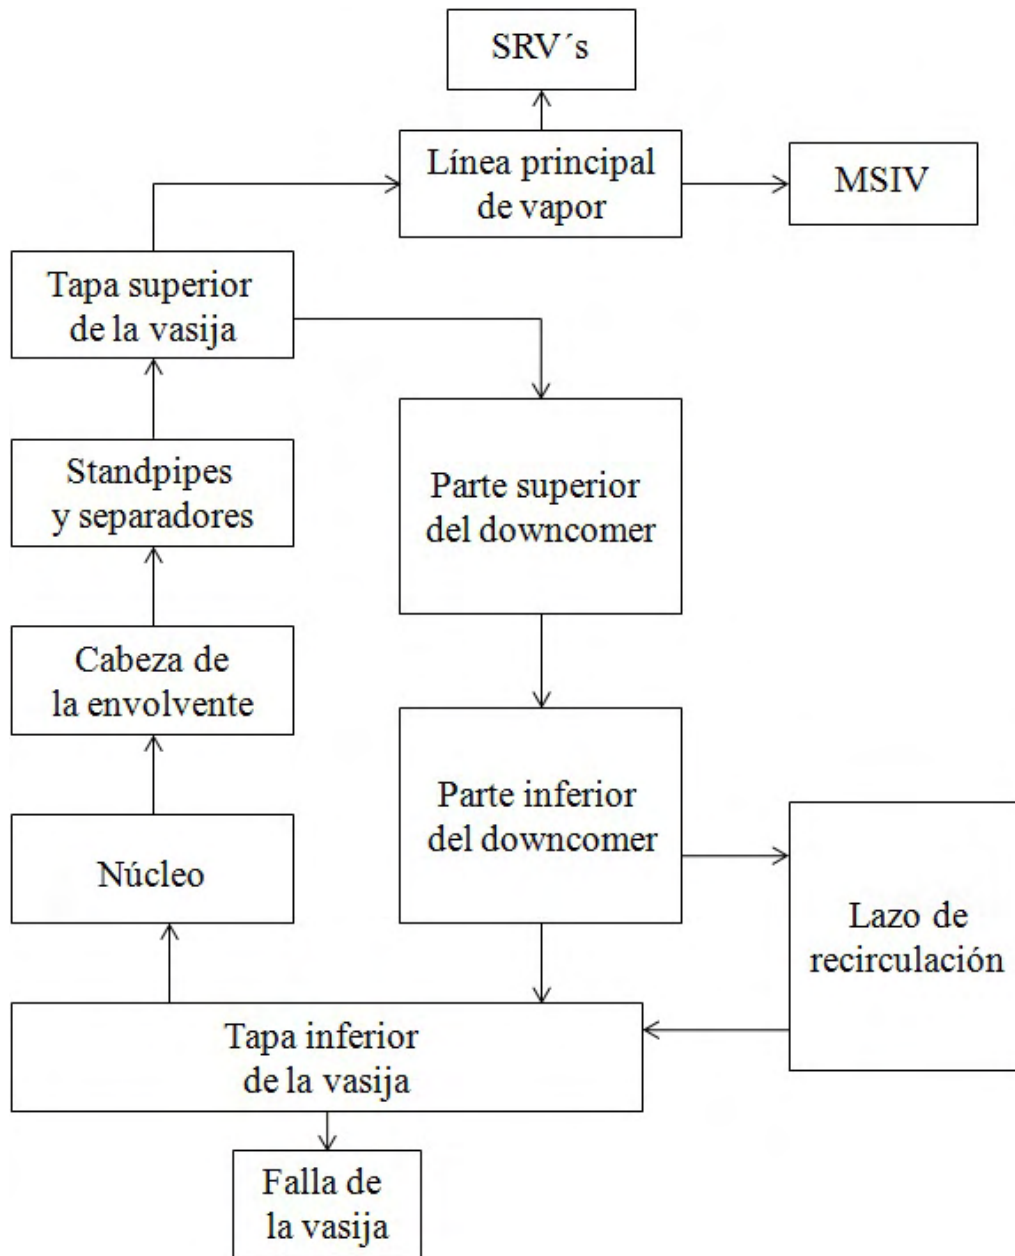 SRV´s
Línea principal
de vapor
MSIV
Tapa superior
de la vasija
Standpipes
y separadores
Parte superior
del downcomer
Cabeza de
la envolvente
Parte inferior
del downcomer
Núcleo
Lazo de
recirculación
Tapa inferior
de la vasija
Falla de
la vasija